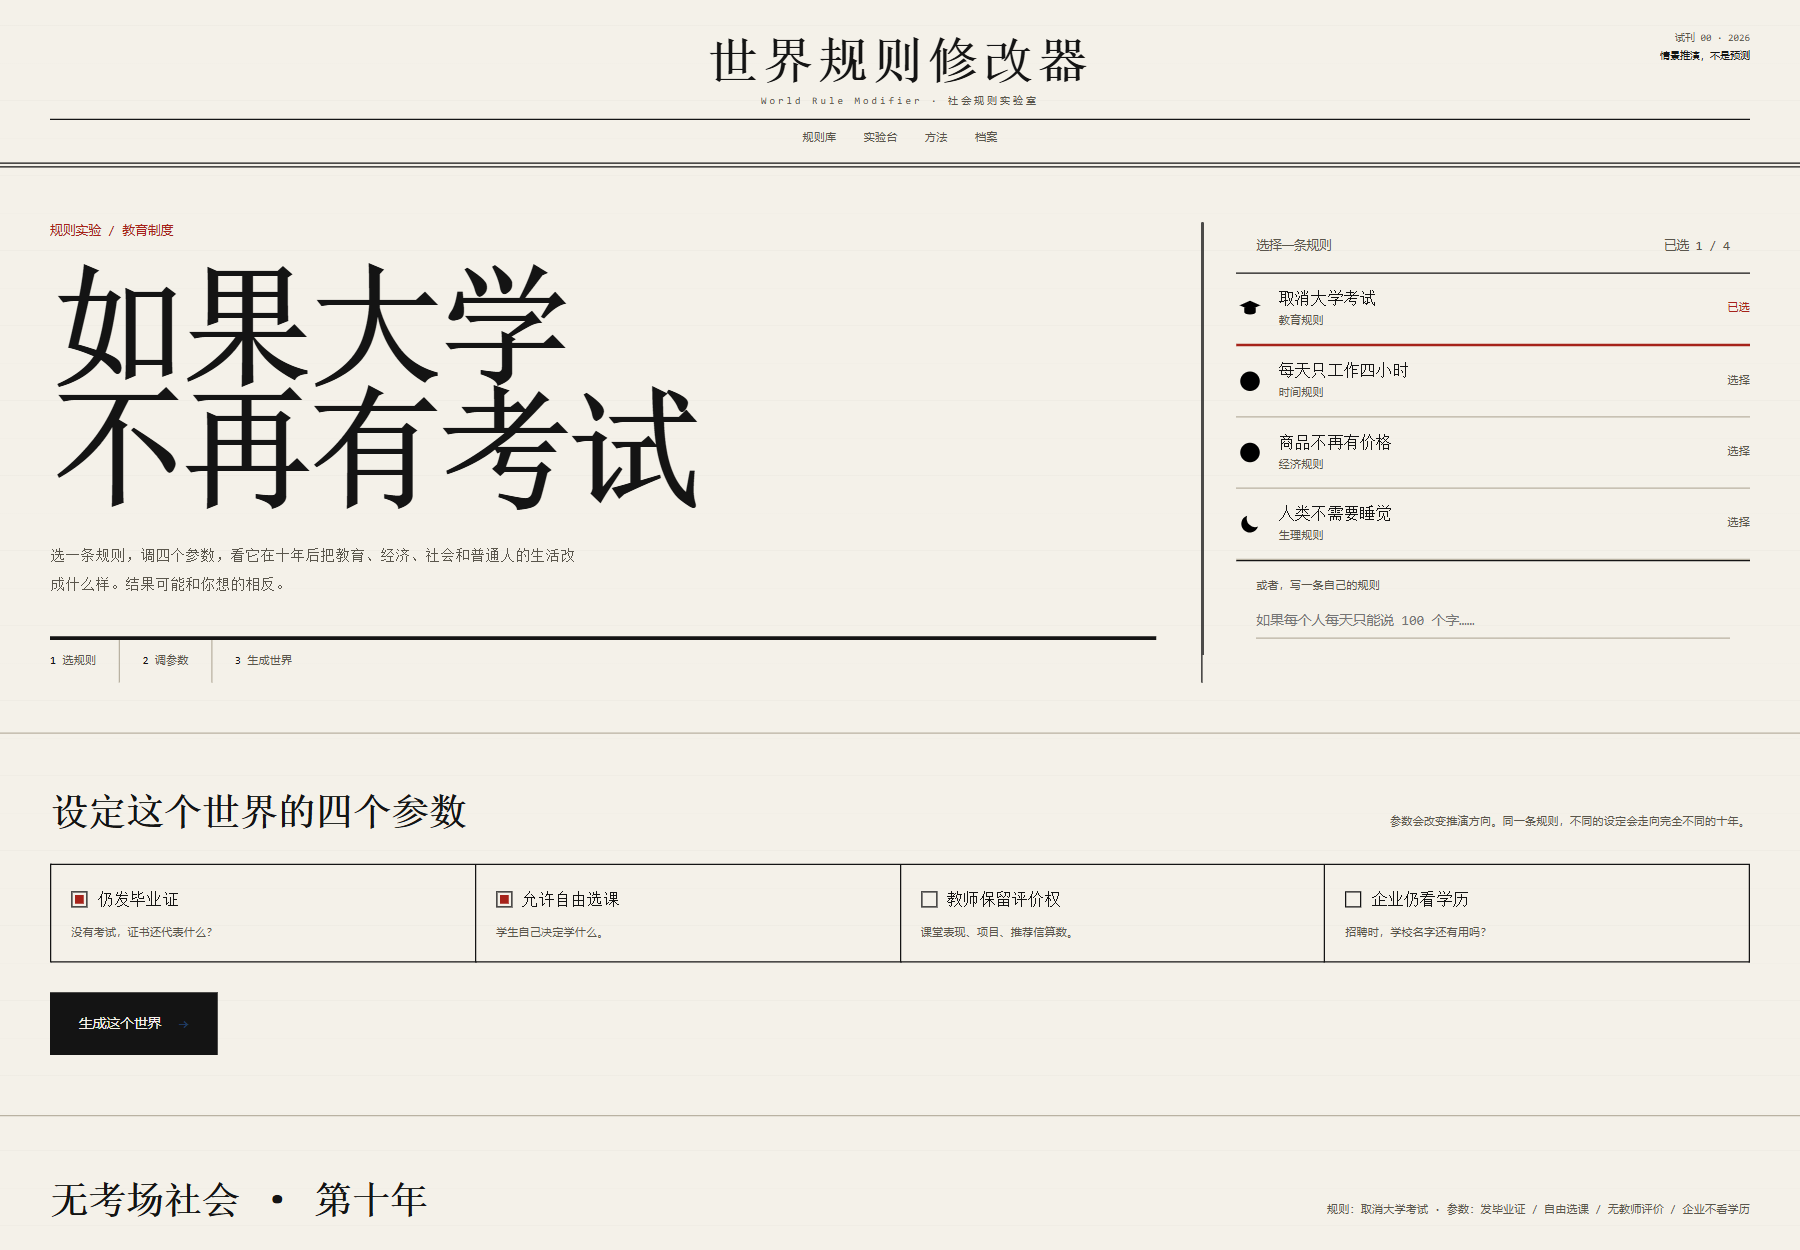 世界规则修改器
World Rule Modifier · 社会规则实验室
试刊 00 · 2026
情景推演，不是预测
规则库 实验台 方法 档案
规则实验 / 教育制度
如果大学
不再有考试
选一条规则，调四个参数，看它在十年后把教育、经济、社会和普通人的生活改
成什么样。结果可能和你想的相反。
1 选规则 2 调参数 3 生成世界
选择一条规则 已选 1 / 4
取消大学考试
教育规则
已选
每天只工作四小时
时间规则
选择
商品不再有价格
经济规则
选择
人类不需要睡觉
生理规则
选择
或者，写一条自己的规则
如果每个人每天只能说 100 个字……
设定这个世界的四个参数
参数会改变推演方向。同一条规则，不同的设定会走向完全不同的十年。
仍发毕业证
没有考试，证书还代表什么？
允许自由选课
学生自己决定学什么。
教师保留评价权
课堂表现、项目、推荐信算数。
企业仍看学历
招聘时，学校名字还有用吗？
生成这个世界 →
无考场社会 · 第十年
规则：取消大学考试 · 参数：发毕业证 / 自由选课 / 无教师评价 / 企业不看学历